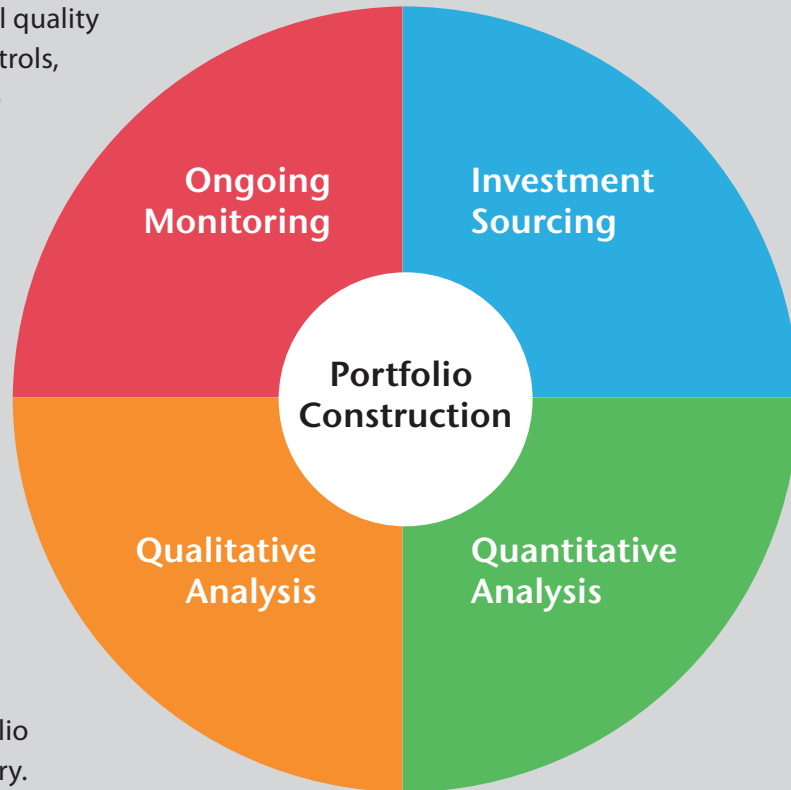 l quality
trols,
Ongoing
Monitoring
Investment
Sourcing
Portfolio
Construction
Qualitative
Analysis
Quantitative
Analysis
lio
ry.